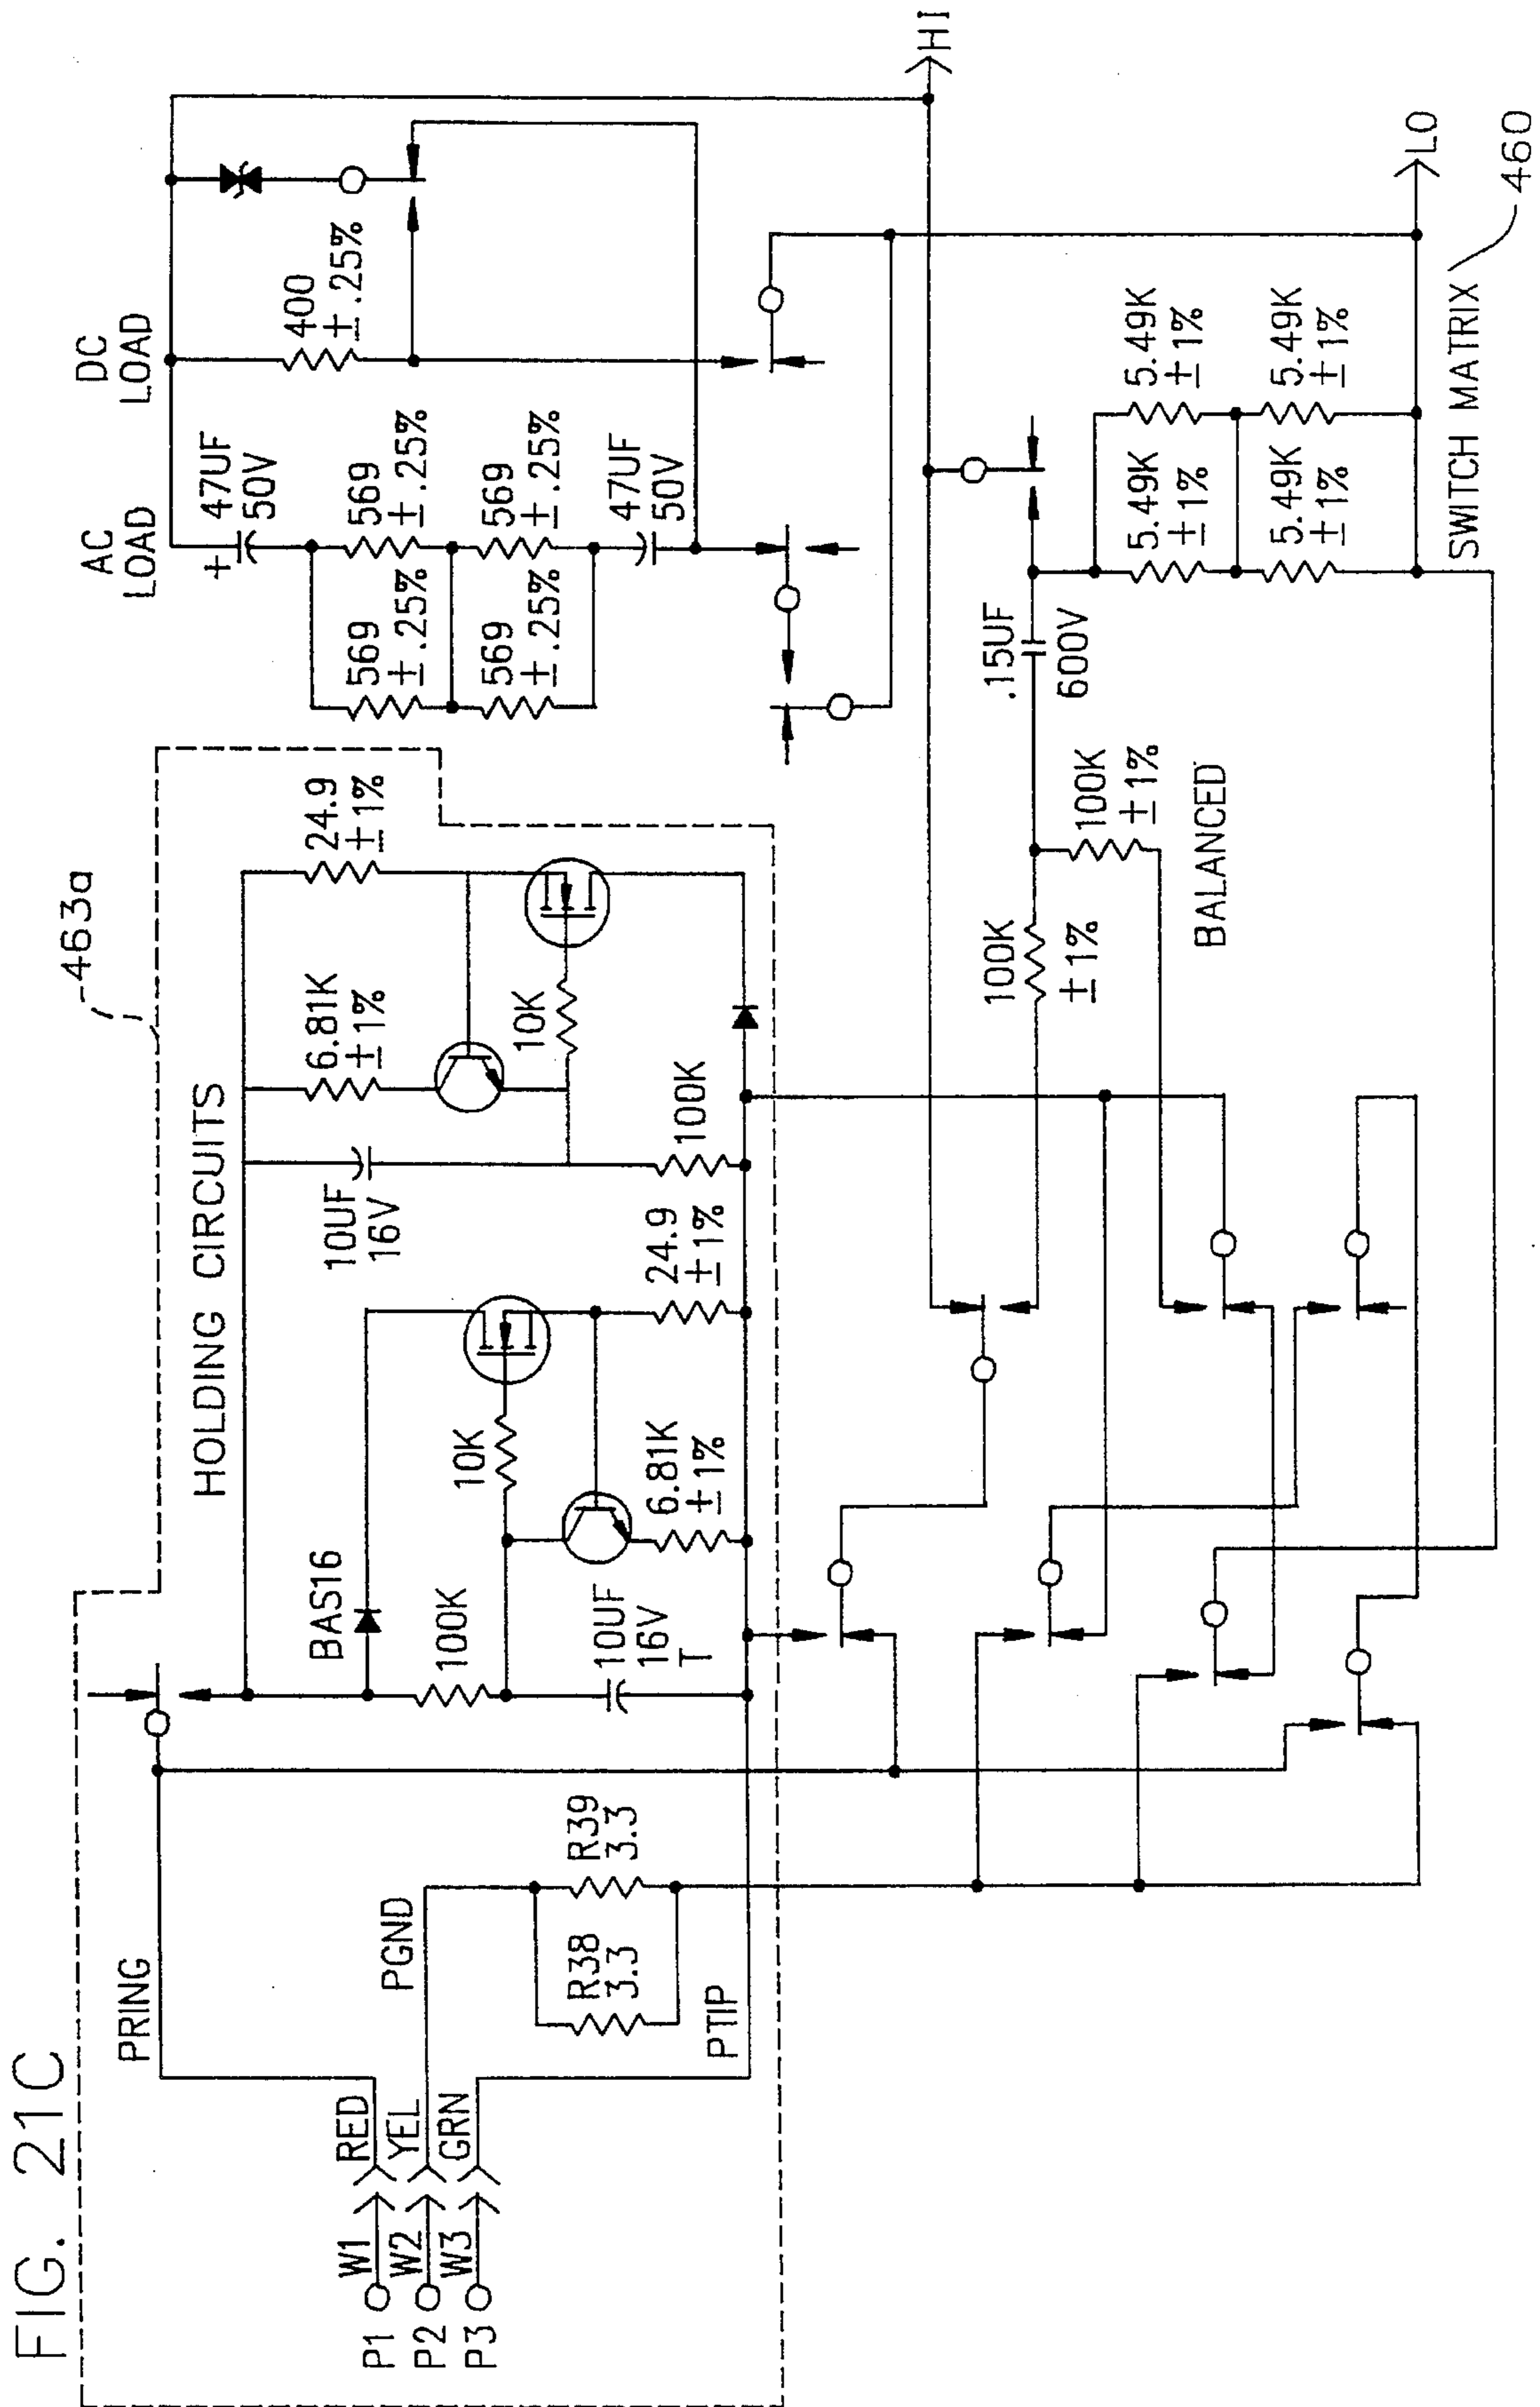 FIG. 21C
463a
HOLDING CIRCUITS
PRING
P1
W1
RED
P2
W2
YEL
P3
W3
GRN
PGND
R38
3.3
R39
3.3
PTIP
BAS16
100K
10UF
16V
T
10K
6.81K
±1%
24.9
±1%
10UF
16V
100K
6.81K
±1%
10K
24.9
±1%
AC
LOAD
+
47UF
50V
569
±.25%
569
±.25%
569
±.25%
569
±.25%
47UF
50V
DC
LOAD
400
±.25%
HI
100K
±1%
100K
±1%
BALANCED
.15UF
600V
5.49K
±1%
5.49K
±1%
5.49K
±1%
5.49K
±1%
LO
SWITCH MATRIX
460